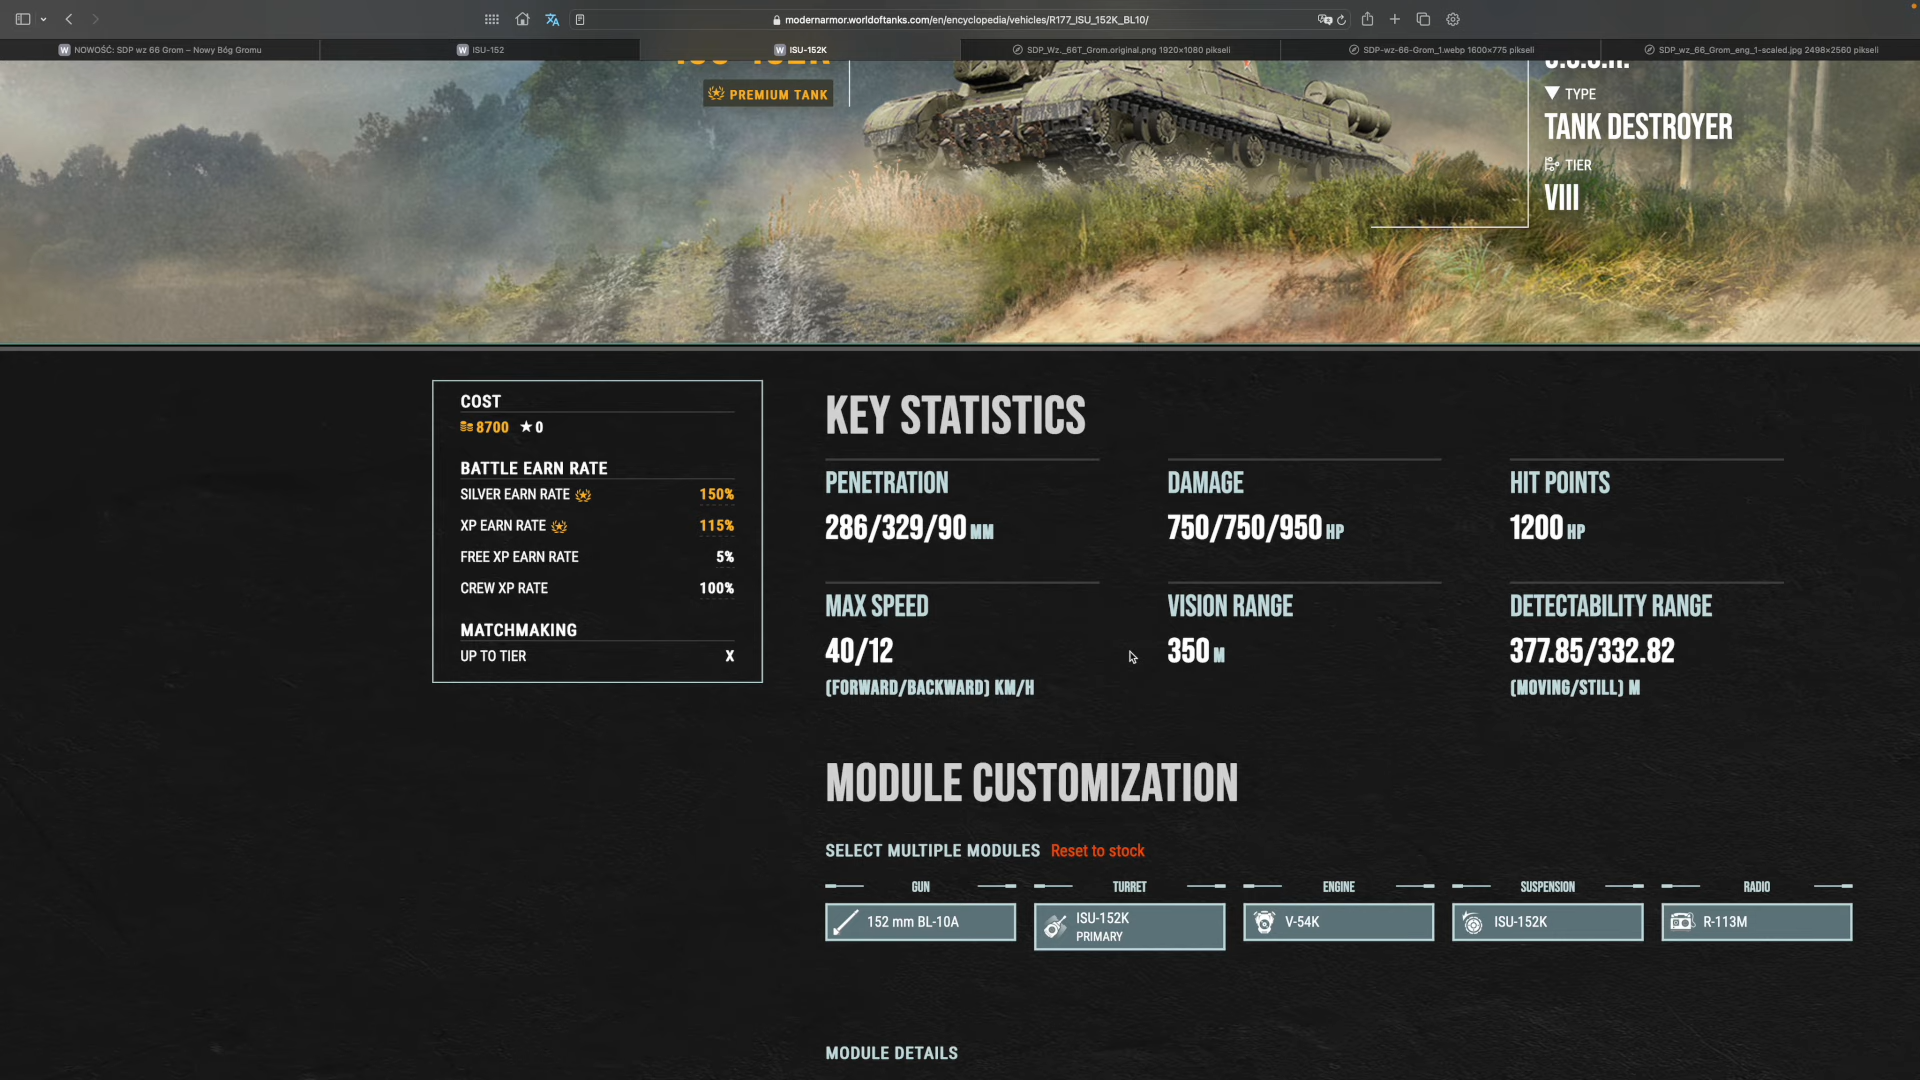 modernarmor.worldoftanks.com/en/encyclopedia/vehicles/R177_ISU_152K_BL10/
NOWOŚĆ: SDP wz 66 Grom – Nowy Bóg Gromu
ISU-152
ISU-152K
SDP_Wz._66T_Grom.original.png 1920×1080 pikseli
SDP-wz-66-Grom_1.webp 1600×775 pikseli
SDP_wz_66_Grom_eng_1-scaled.jpg 2498×2560 pikseli
ISU-152K
PREMIUM TANK
U.S.S.R.
TYPE
TANK DESTROYER
TIER
VIII
COST
8700 0
BATTLE EARN RATE
SILVER EARN RATE 150%
XP EARN RATE 115%
FREE XP EARN RATE 5%
CREW XP RATE 100%
MATCHMAKING
UP TO TIER X
KEY STATISTICS
PENETRATION
286/329/90 MM
DAMAGE
750/750/950 HP
HIT POINTS
1200 HP
MAX SPEED
40/12
(FORWARD/BACKWARD) KM/H
VISION RANGE
350 M
DETECTABILITY RANGE
377.85/332.82
(MOVING/STILL) M
MODULE CUSTOMIZATION
SELECT MULTIPLE MODULES Reset to stock
GUN
152 mm BL-10A
TURRET
ISU-152K
PRIMARY
ENGINE
V-54K
SUSPENSION
ISU-152K
RADIO
R-113M
MODULE DETAILS